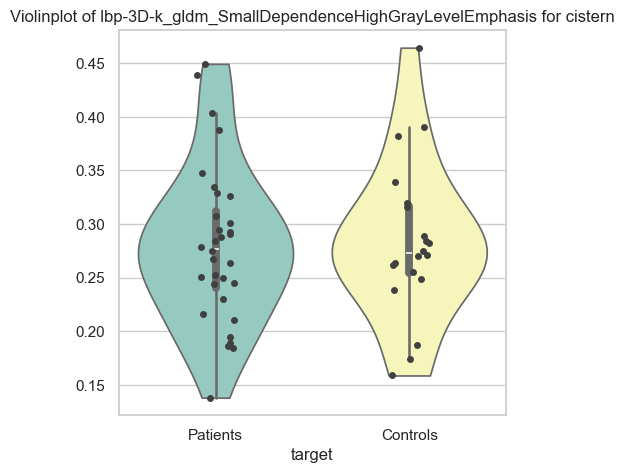 Violinplot of lbp-3D-k_gldm_SmallDependenceHighGrayLevelEmphasis for cistern
0.45
0.40
0.35
0.30
0.25
0.20
0.15
Patients
Controls
target